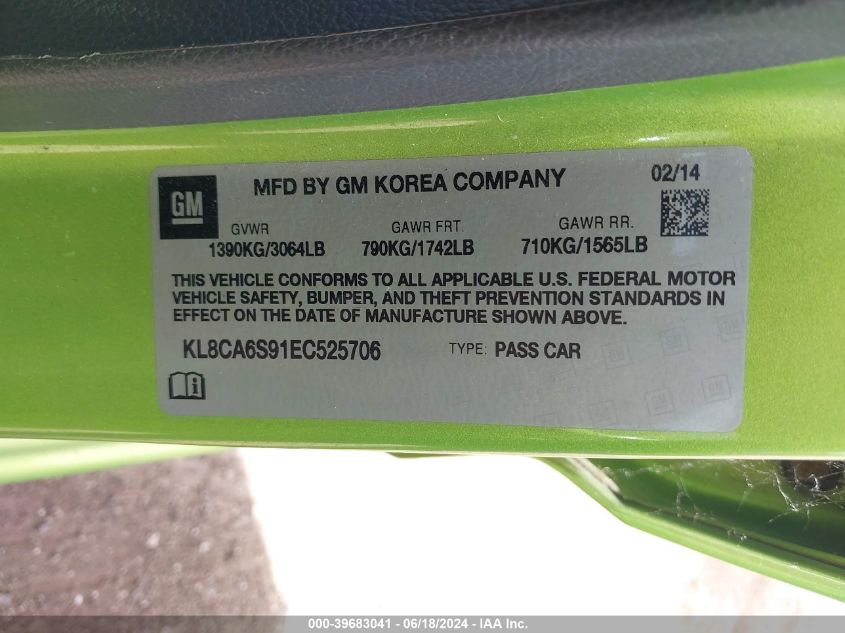 GM
MFD BY GM KOREA COMPANY 02/14
GVWR GAWR FRT. GAWR RR.
1390KG/3064LB 790KG/1742LB 710KG/1565LB
THIS VEHICLE CONFORMS TO ALL APPLICABLE U.S. FEDERAL MOTOR
VEHICLE SAFETY, BUMPER, AND THEFT PREVENTION STANDARDS IN
EFFECT ON THE DATE OF MANUFACTURE SHOWN ABOVE.
KL8CA6S91EC525706 TYPE: PASS CAR
000-39683041 - 06/18/2024 - IAA Inc.